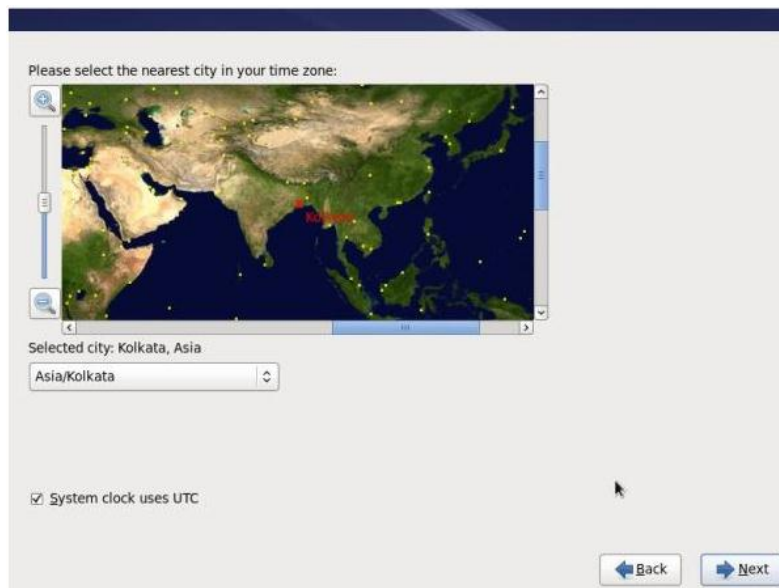 Please select the nearest city in your time zone:
Kolkata
Selected city: Kolkata, Asia
Asia/Kolkata
System clock uses UTC
Back
Next